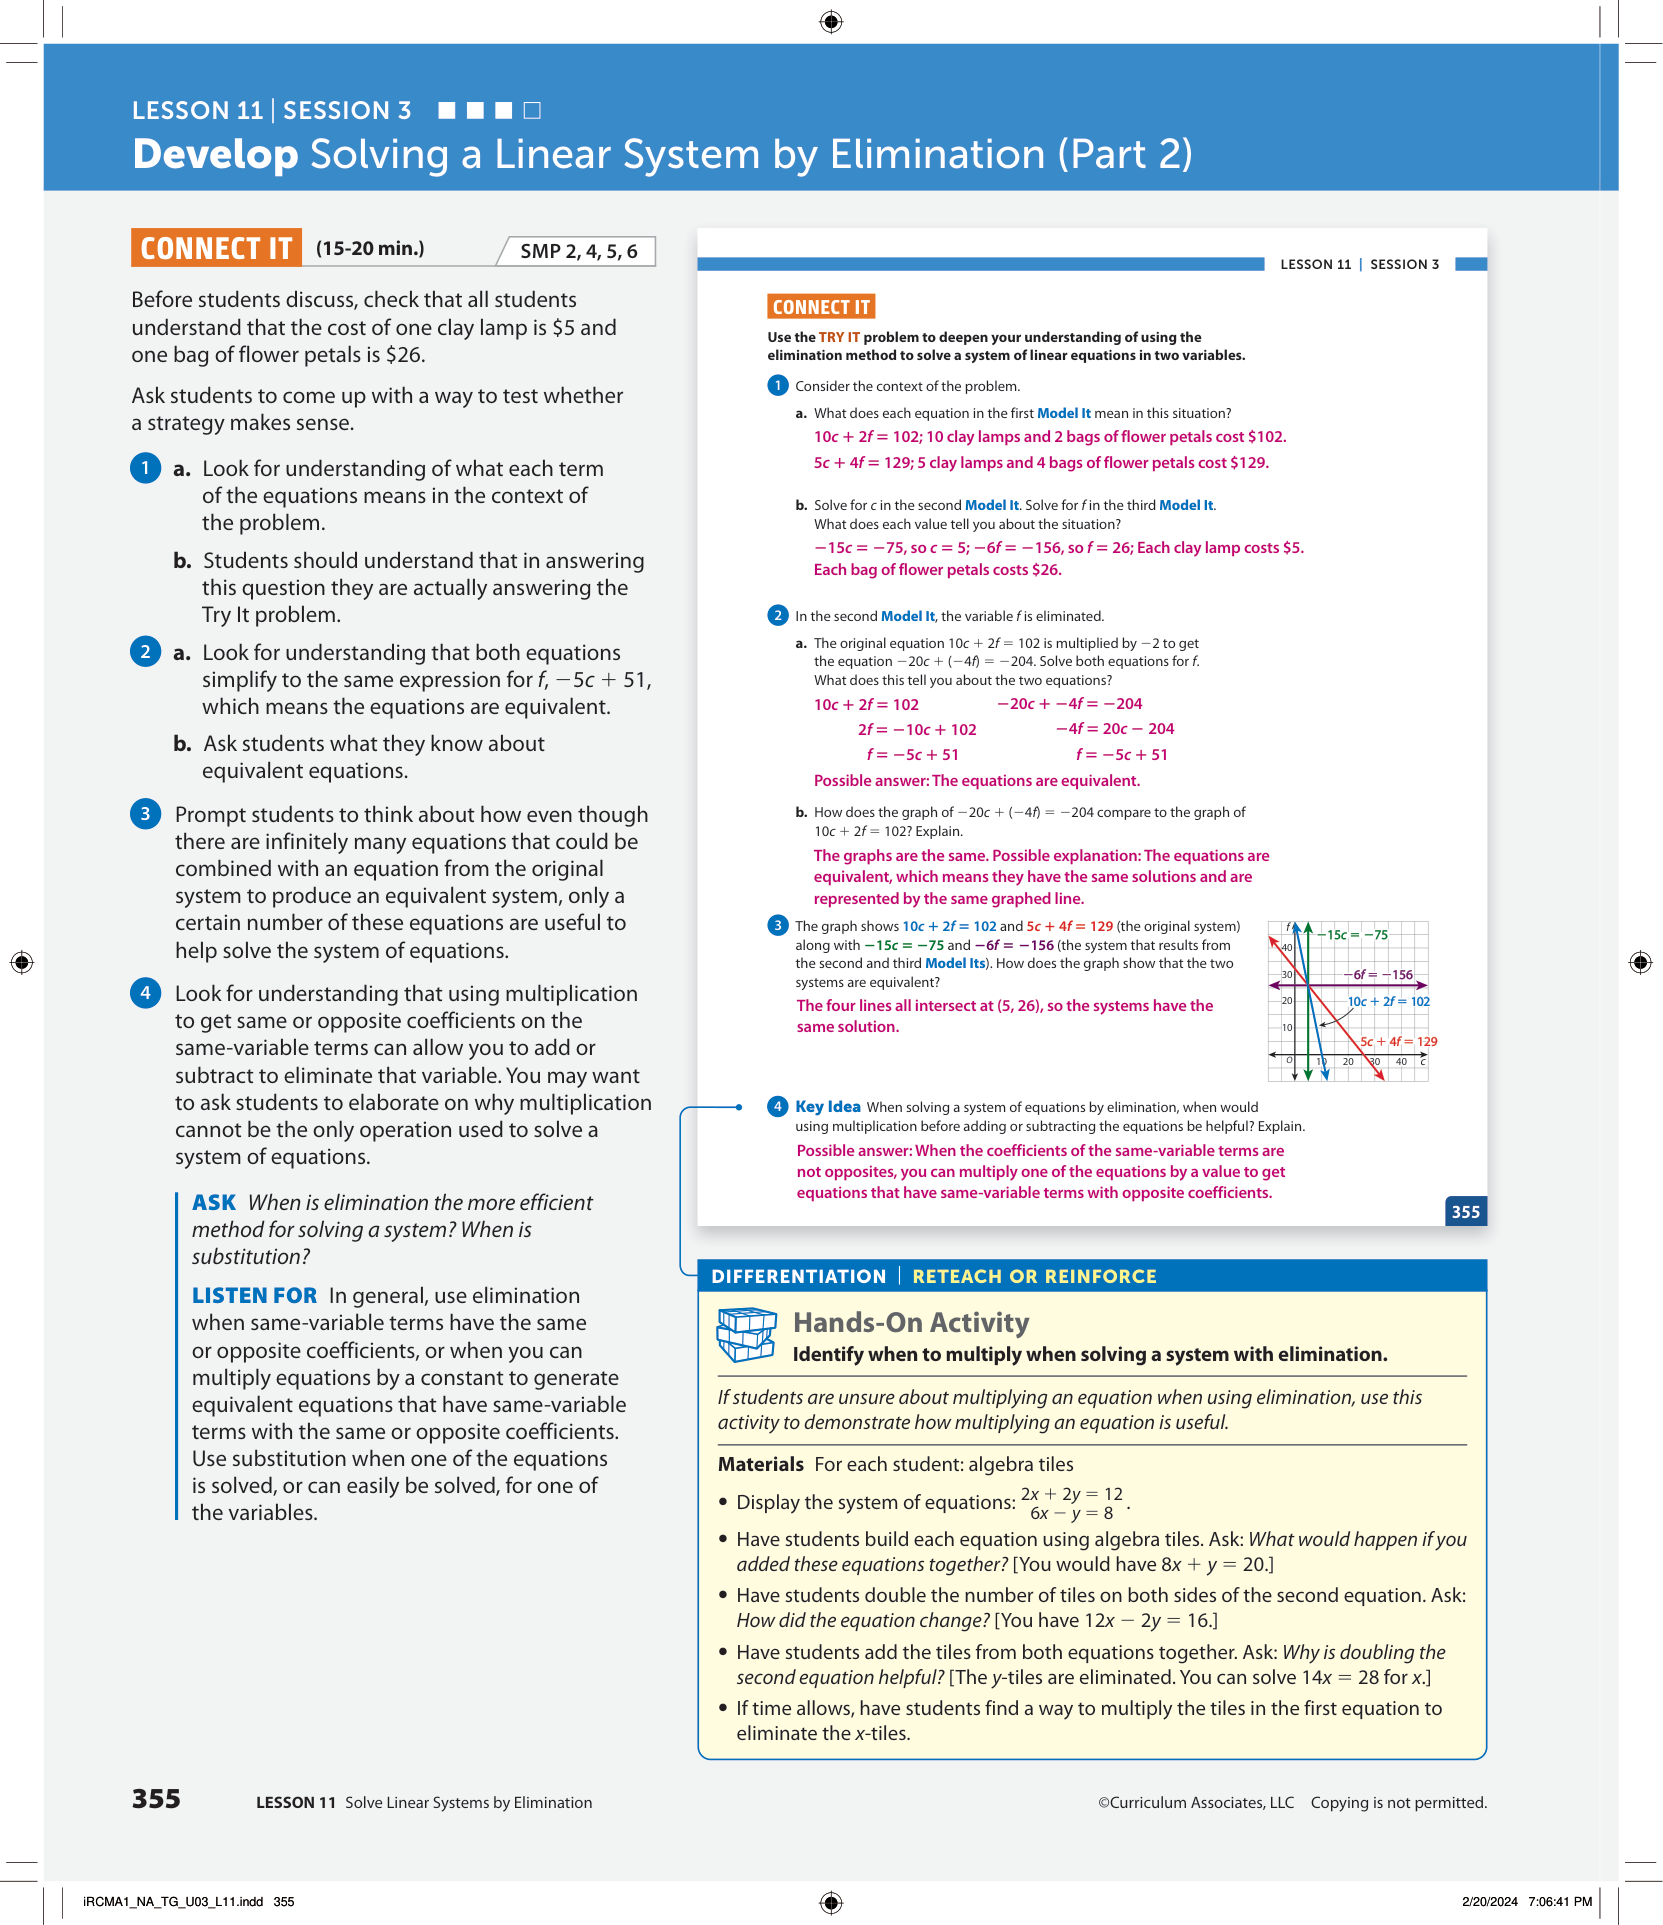 LESSON 11 | SESSION 3
Develop Solving a Linear System by Elimination (Part 2)
CONNECT IT (15-20 min.) SMP 2, 4, 5, 6
Before students discuss, check that all students
understand that the cost of one clay lamp is $5 and
one bag of flower petals is $26.
Ask students to come up with a way to test whether
a strategy makes sense.
1 a. Look for understanding of what each term
of the equations means in the context of
the problem.
b. Students should understand that in answering
this question they are actually answering the
Try It problem.
2 a. Look for understanding that both equations
simplify to the same expression for f, −5c + 51,
which means the equations are equivalent.
b. Ask students what they know about
equivalent equations.
3 Prompt students to think about how even though
there are infinitely many equations that could be
combined with an equation from the original
system to produce an equivalent system, only a
certain number of these equations are useful to
help solve the system of equations.
4 Look for understanding that using multiplication
to get same or opposite coefficients on the
same-variable terms can allow you to add or
subtract to eliminate that variable. You may want
to ask students to elaborate on why multiplication
cannot be the only operation used to solve a
system of equations.
ASK When is elimination the more efficient
method for solving a system? When is
substitution?
LISTEN FOR In general, use elimination
when same-variable terms have the same
or opposite coefficients, or when you can
multiply equations by a constant to generate
equivalent equations that have same-variable
terms with the same or opposite coefficients.
Use substitution when one of the equations
is solved, or can easily be solved, for one of
the variables.
LESSON 11 | SESSION 3
CONNECT IT
Use the TRY IT problem to deepen your understanding of using the
elimination method to solve a system of linear equations in two variables.
1 Consider the context of the problem.
a. What does each equation in the first Model It mean in this situation?
10c + 2f = 102; 10 clay lamps and 2 bags of flower petals cost $102.
5c + 4f = 129; 5 clay lamps and 4 bags of flower petals cost $129.
b. Solve for c in the second Model It. Solve for f in the third Model It.
What does each value tell you about the situation?
−15c = −75, so c = 5; −6f = −156, so f = 26; Each clay lamp costs $5.
Each bag of flower petals costs $26.
2 In the second Model It, the variable f is eliminated.
a. The original equation 10c + 2f = 102 is multiplied by −2 to get
the equation −20c + (−4f) = −204. Solve both equations for f.
What does this tell you about the two equations?
10c + 2f = 102 −20c + −4f = −204
2f = −10c + 102 −4f = 20c − 204
f = −5c + 51 f = −5c + 51
Possible answer: The equations are equivalent.
b. How does the graph of −20c + (−4f) = −204 compare to the graph of
10c + 2f = 102? Explain.
The graphs are the same. Possible explanation: The equations are
equivalent, which means they have the same solutions and are
represented by the same graphed line.
3 The graph shows 10c + 2f = 102 and 5c + 4f = 129 (the original system)
along with −15c = −75 and −6f = −156 (the system that results from
the second and third Model Its). How does the graph show that the two
systems are equivalent?
The four lines all intersect at (5, 26), so the systems have the
same solution.
f −15c = −75
40
30 −6f = −156
20 10c + 2f = 102
10
5c + 4f = 129
O 10 20 30 40 c
4 Key Idea When solving a system of equations by elimination, when would
using multiplication before adding or subtracting the equations be helpful? Explain.
Possible answer: When the coefficients of the same-variable terms are
not opposites, you can multiply one of the equations by a value to get
equations that have same-variable terms with opposite coefficients.
355
DIFFERENTIATION | RETEACH OR REINFORCE
Hands-On Activity
Identify when to multiply when solving a system with elimination.
If students are unsure about multiplying an equation when using elimination, use this
activity to demonstrate how multiplying an equation is useful.
Materials For each student: algebra tiles
• Display the system of equations: 2x + 2y = 12
6x − y = 8.
• Have students build each equation using algebra tiles. Ask: What would happen if you
added these equations together? [You would have 8x + y = 20.]
• Have students double the number of tiles on both sides of the second equation. Ask:
How did the equation change? [You have 12x − 2y = 16.]
• Have students add the tiles from both equations together. Ask: Why is doubling the
second equation helpful? [The y-tiles are eliminated. You can solve 14x = 28 for x.]
• If time allows, have students find a way to multiply the tiles in the first equation to
eliminate the x-tiles.
355 LESSON 11 Solve Linear Systems by Elimination ©Curriculum Associates, LLC Copying is not permitted.
iRCMA1_NA_TG_U03_L11.indd 355 2/20/2024 7:06:41 PM